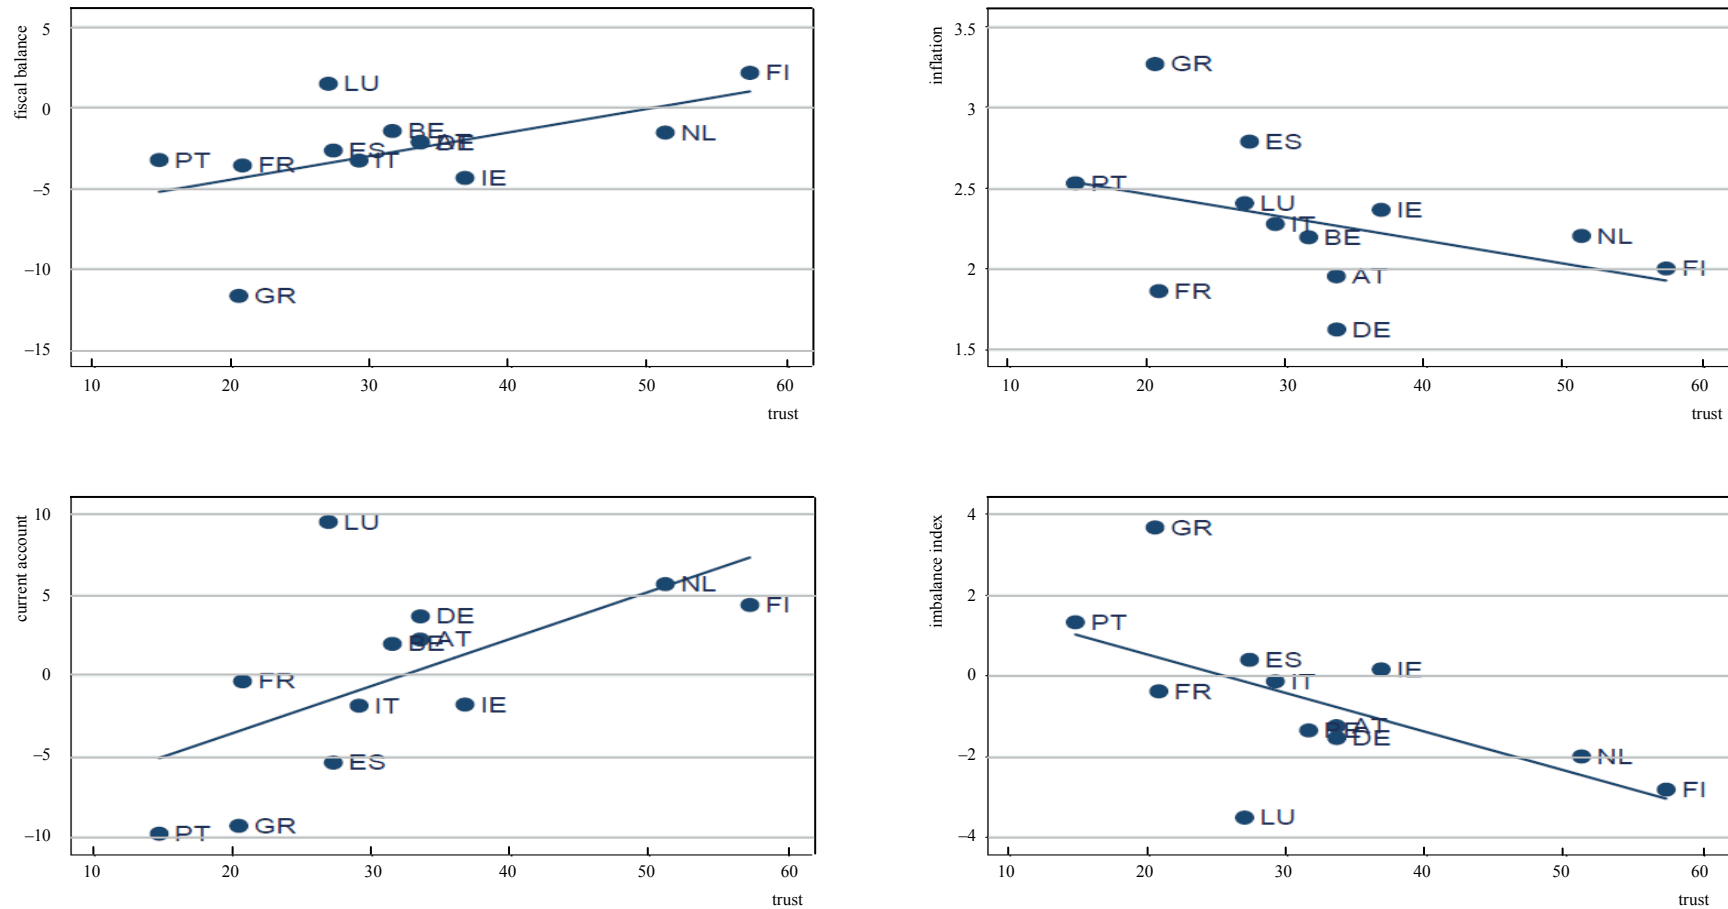 fiscal balance
5
0
–5
–10
–15
LU
FI
BE
NL
AT
DE
ES
IT
PT
FR
IE
GR
10 20 30 40 50 60
trust
inflation
3.5
3
2.5
2
1.5
GR
ES
PT
LU
IE
IT
BE
NL
FI
AT
FR
DE
10 20 30 40 50 60
trust
current account
10
5
0
–5
–10
LU
NL
FI
DE
AT
BE
FR
IT
IE
ES
GR
PT
10 20 30 40 50 60
trust
imbalance index
4
2
0
–2
–4
GR
PT
ES
IE
IT
FR
AT
BE
DE
NL
FI
LU
10 20 30 40 50 60
trust